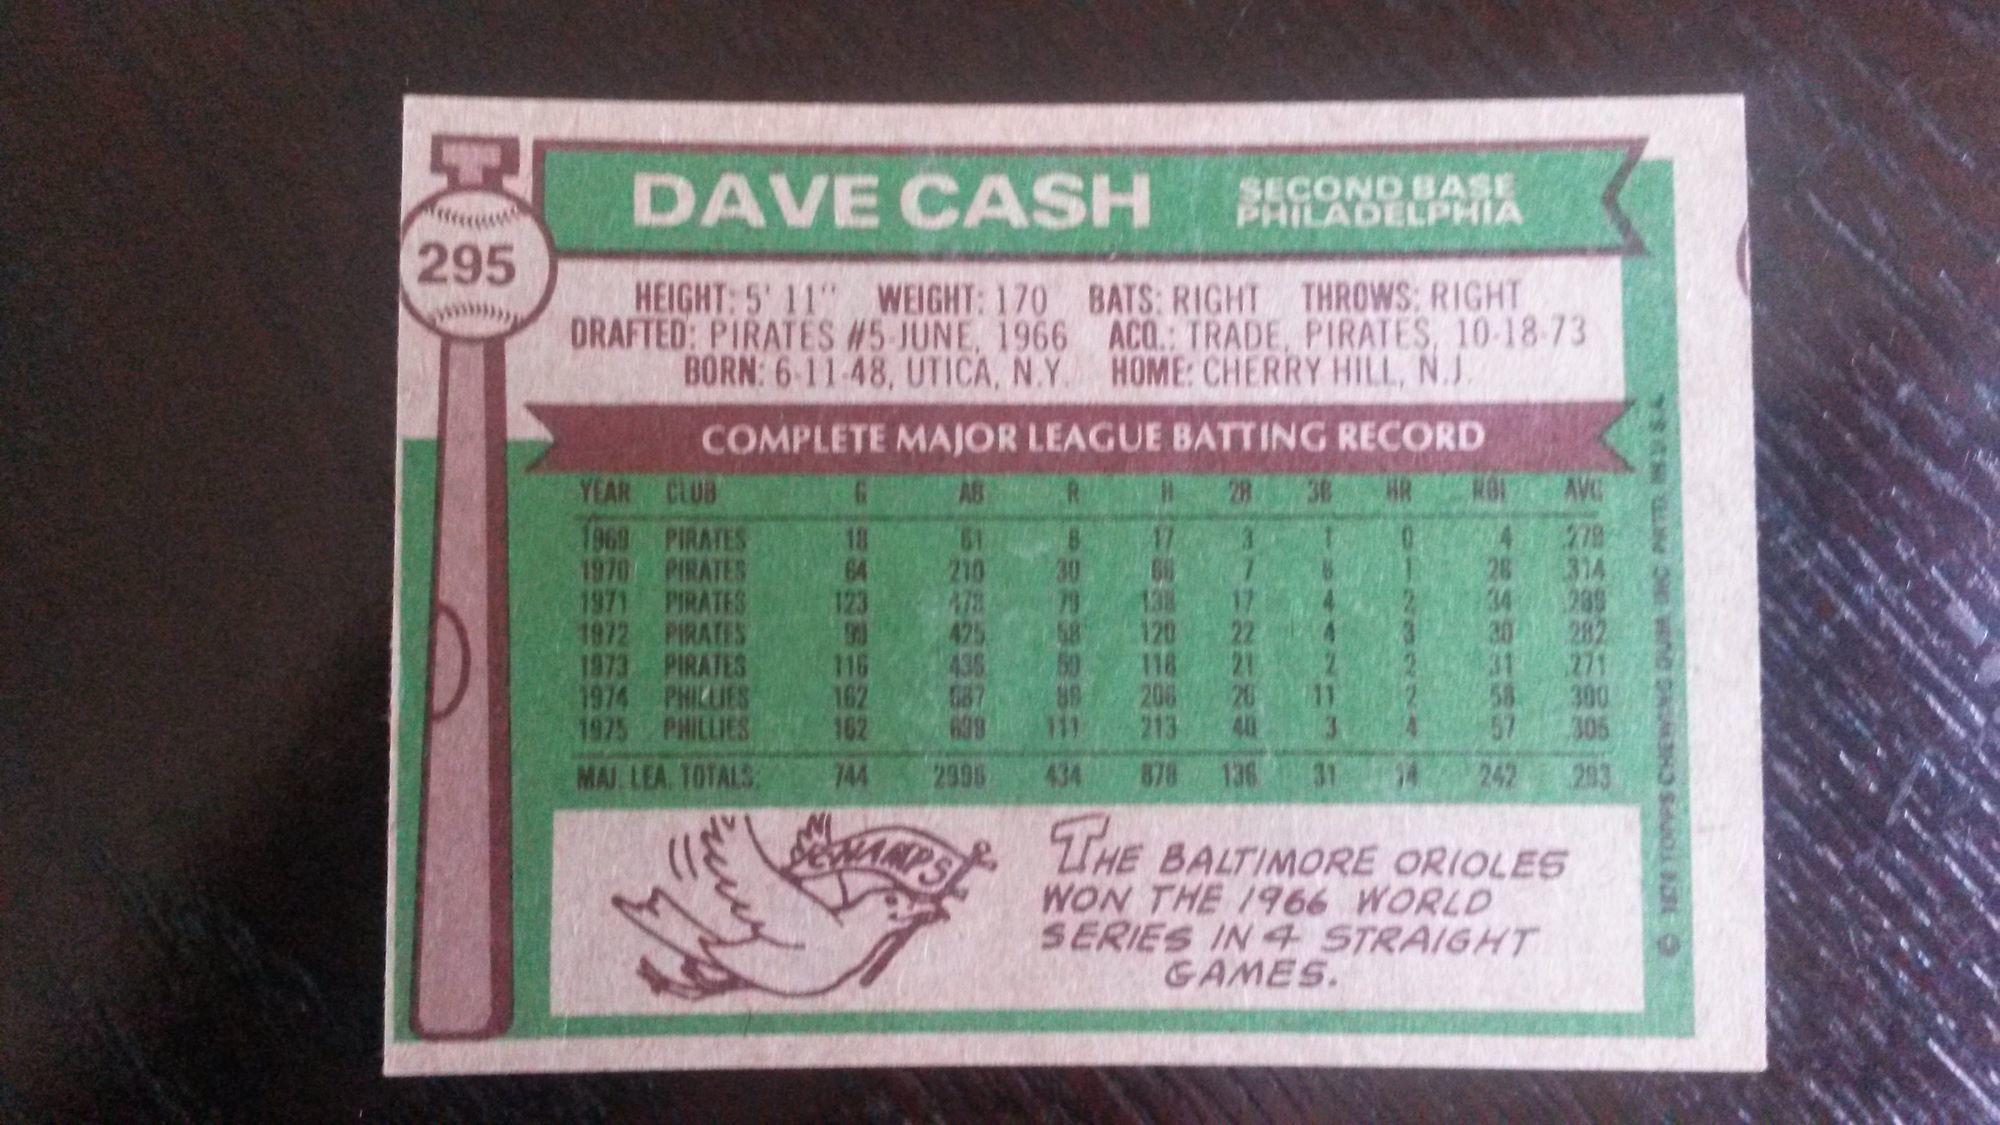 295
DAVE CASH
SECOND BASE
PHILADELPHIA
HEIGHT: 5' 11" WEIGHT: 170 BATS: RIGHT THROWS: RIGHT
DRAFTED: PIRATES #5-JUNE, 1966 ACQ.: TRADE, PIRATES, 10-18-73
BORN: 6-11-48, UTICA, N.Y. HOME: CHERRY HILL, N.J.
COMPLETE MAJOR LEAGUE BATTING RECORD
YEAR CLUB G AB R H 2B 3B HR RBI AVG
1969 PIRATES 18 61 8 17 3 1 0 4 .279
1970 PIRATES 64 210 30 66 7 6 1 28 .314
1971 PIRATES 123 478 79 138 17 4 2 34 .289
1972 PIRATES 99 425 58 120 22 4 3 30 .282
1973 PIRATES 116 436 59 118 21 2 2 31 .271
1974 PHILLIES 162 687 89 206 26 11 2 58 .300
1975 PHILLIES 162 699 111 213 40 3 4 57 .305
MAJ. LEA. TOTALS 744 2996 434 878 136 31 14 242 .293
CHAMPS
THE BALTIMORE ORIOLES
WON THE 1966 WORLD
SERIES IN 4 STRAIGHT
GAMES.
© 1976 TOPPS CHEWING GUM, INC. PRTD. IN U.S.A.